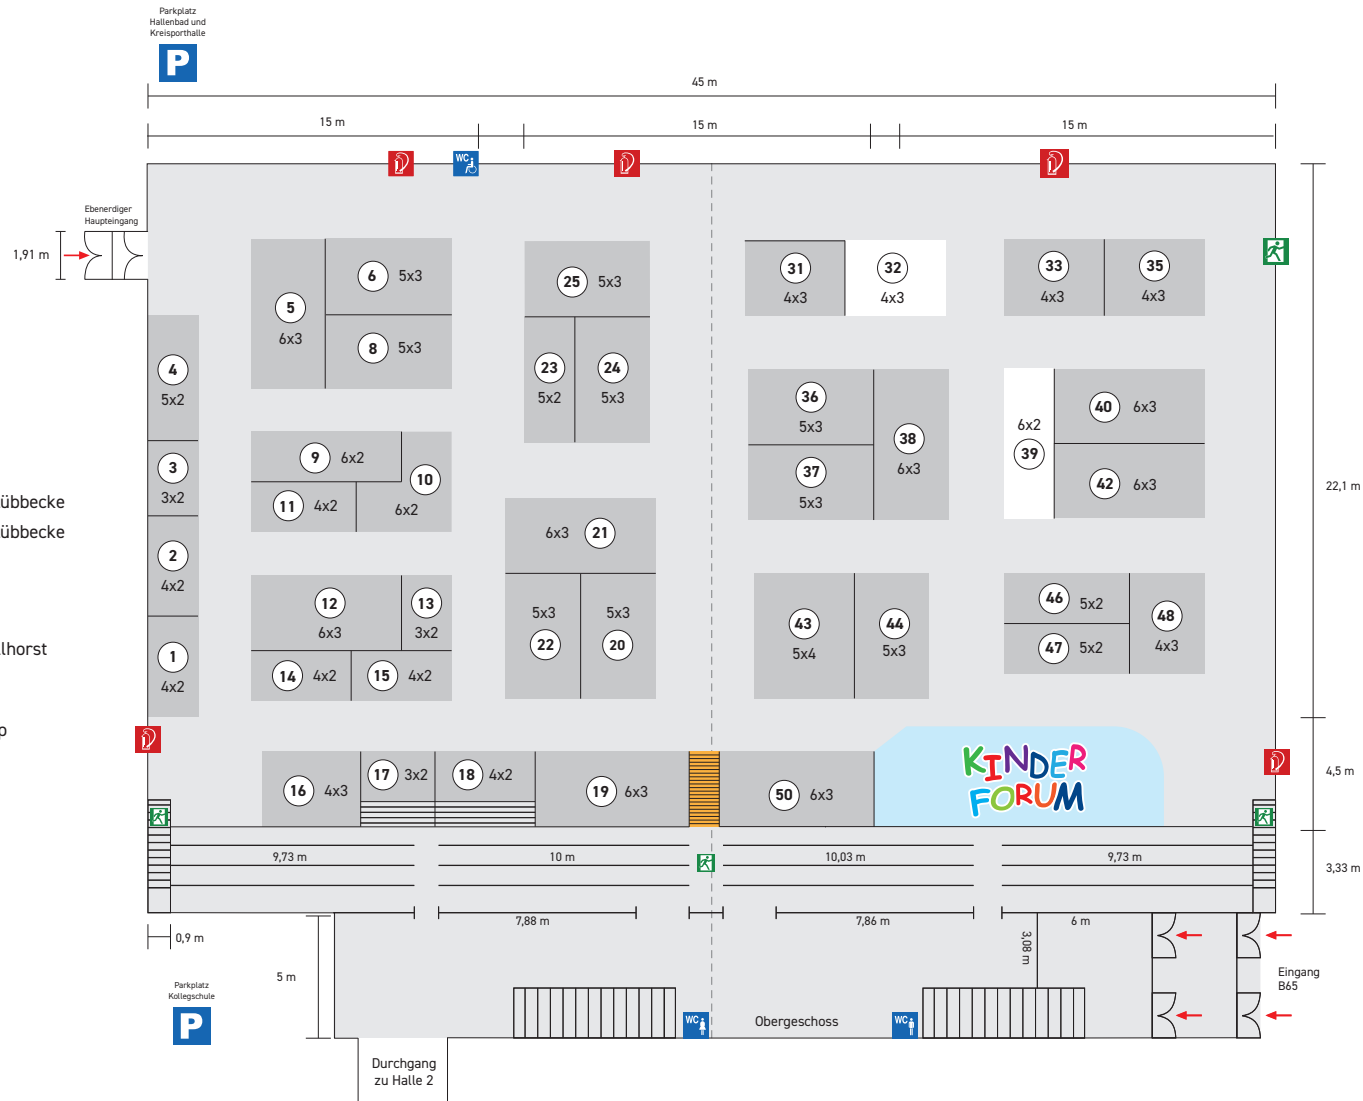 Parkplatz
Hallenbad und
Kreisporthalle
P
45 m
15 m
15 m
15 m
WC
Ebenerdiger
Haupteingang
1,91 m
5
6x3
6 5x3
8 5x3
25 5x3
23
5x2
24
5x3
31
4x3
32
4x3
33
4x3
35
4x3
4
5x2
3
3x2
2
4x2
1
4x2
9 6x2
10
6x2
11 4x2
36
5x3
37
5x3
38
6x3
6x2
39
40 6x3
42 6x3
22,1 m
übbecke
übbecke
lhorst
p
6x3 21
5x3
22
5x3
20
12
6x3
13
3x2
14 4x2
15 4x2
43
5x4
44
5x3
46 5x2
47 5x2
48
4x3
16 4x3
17 3x2
18 4x2
19 6x3
50 6x3
KINDER
FORUM
4,5 m
9,73 m
10 m
10,03 m
9,73 m
3,33 m
7,88 m
7,86 m
6 m
0,9 m
3,08 m
5 m
Eingang
B65
Parkplatz
Kollegschule
P
WC
Obergeschoss
WC
Durchgang
zu Halle 2